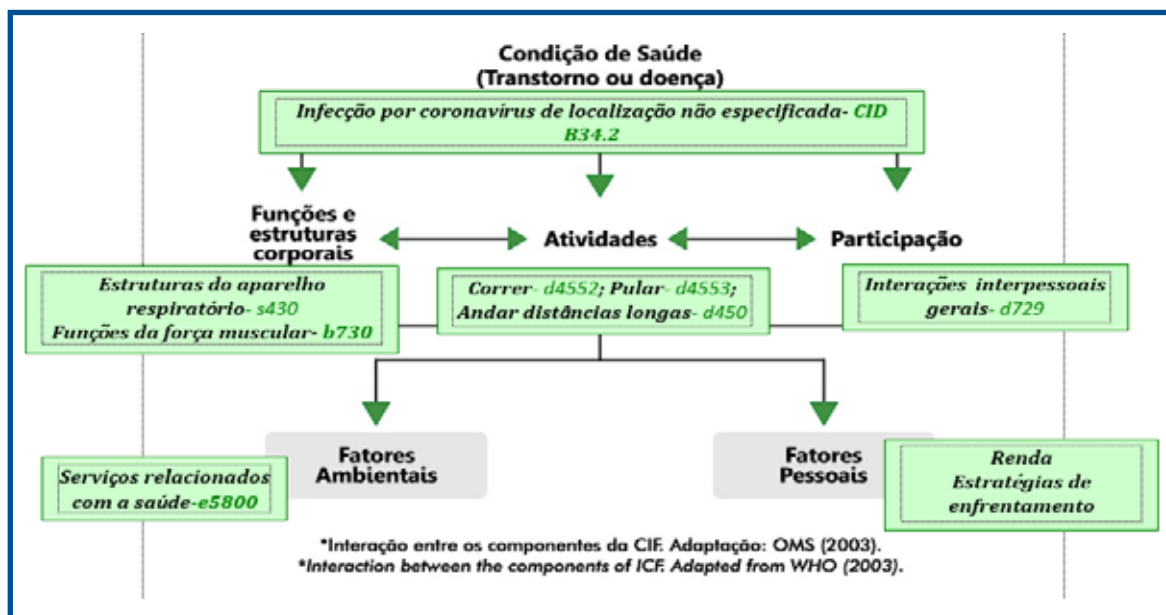 Condição de Saúde
(Transtorno ou doença)
Infecção por coronavírus de localização não especificada- CID
B34.2
Funções e
estruturas
corporais
Atividades
Participação
Estruturas do aparelho
respiratório- s430
Funções da força muscular- b730
Correr- d4552; Pular- d4553;
Andar distâncias longas- d450
Interações interpessoais
gerais- d729
Fatores
Ambientais
Fatores
Pessoais
Serviços relacionados
com a saúde-e5800
Renda
Estratégias de
enfrentamento
*Interação entre os componentes da CIF. Adaptação: OMS (2003).
*Interaction between the components of ICF. Adapted from WHO (2003).